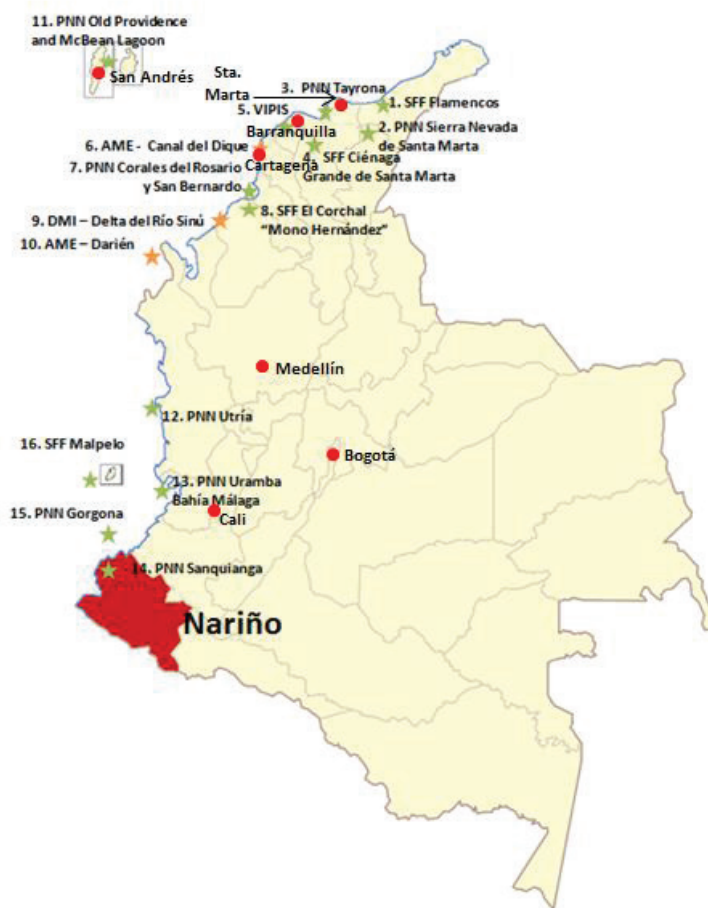 11. PNN Old Providence
and McBean Lagoon
San Andrés
Sta.
Marta
3. PNN Tayrona
1. SFF Flamencos
5. VIPIS
Barranquilla
2. PNN Sierra Nevada
de Santa Marta
6. AME - Canal del Dique
Cartagena
4. SFF Ciénaga
Grande de Santa Marta
7. PNN Corales del Rosario
y San Bernardo
8. SFF El Corchal
“Mono Hernández”
9. DMI – Delta del Río Sinú
10. AME – Darién
Medellín
12. PNN Utría
Bogotá
16. SFF Malpelo
13. PNN Uramba
Bahía Málaga
Cali
15. PNN Gorgona
14. PNN Sanquianga
Nariño